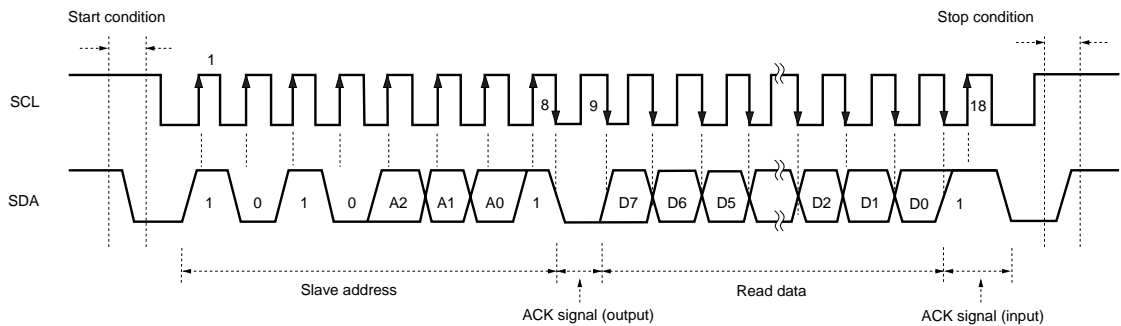 Start condition
Stop condition
1
SCL
8
9
18
SDA
1
0
1
0
A2
A1
A0
1
D7
D6
D5
D2
D1
D0
1
Slave address
Read data
ACK signal (output)
ACK signal (input)